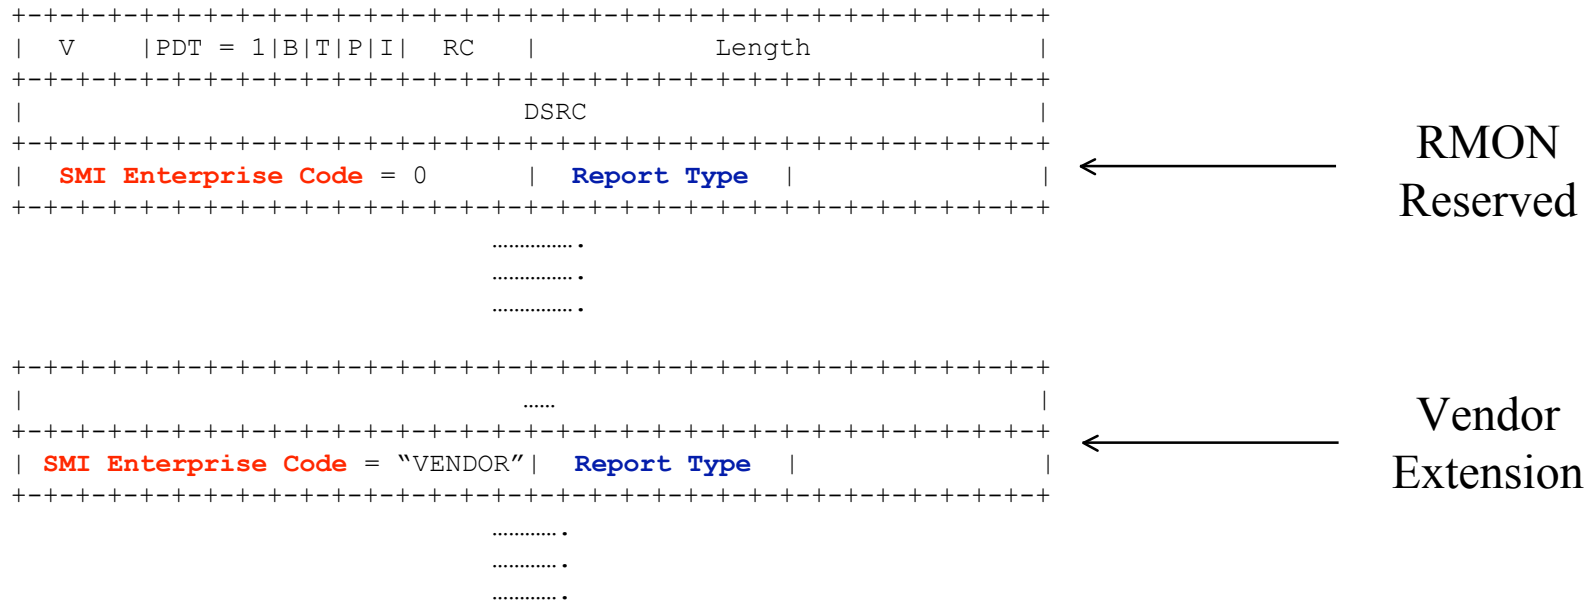 +-+-+-+-+-+-+-+-+-+-+-+-+-+-+-+-+-+-+-+-+-+-+-+-+-+-+-+-+-+-+-+-+
|  V    |PDT = 1|B|T|P|I|  RC   |           Length              |
+-+-+-+-+-+-+-+-+-+-+-+-+-+-+-+-+-+-+-+-+-+-+-+-+-+-+-+-+-+-+-+-+
|                               DSRC                            |
+-+-+-+-+-+-+-+-+-+-+-+-+-+-+-+-+-+-+-+-+-+-+-+-+-+-+-+-+-+-+-+-+
|  SMI Enterprise Code = 0      |  Report Type  |               |
+-+-+-+-+-+-+-+-+-+-+-+-+-+-+-+-+-+-+-+-+-+-+-+-+-+-+-+-+-+-+-+-+
RMON
Reserved
…………….
…………….
…………….
+-+-+-+-+-+-+-+-+-+-+-+-+-+-+-+-+-+-+-+-+-+-+-+-+-+-+-+-+-+-+-+-+
|                               ……                              |
+-+-+-+-+-+-+-+-+-+-+-+-+-+-+-+-+-+-+-+-+-+-+-+-+-+-+-+-+-+-+-+-+
| SMI Enterprise Code = “VENDOR”|  Report Type  |               |
+-+-+-+-+-+-+-+-+-+-+-+-+-+-+-+-+-+-+-+-+-+-+-+-+-+-+-+-+-+-+-+-+
Vendor
Extension
………….
………….
………….